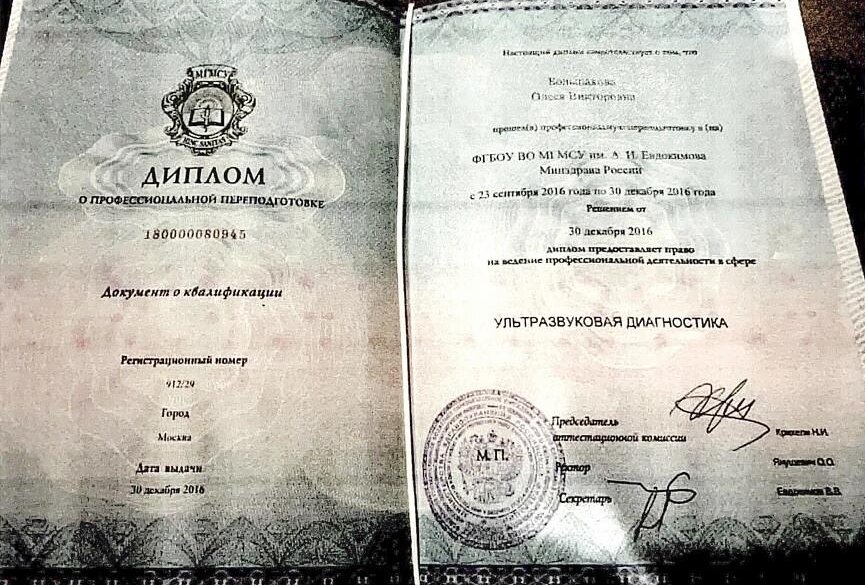 МГМСУ
ДИПЛОМ
О ПРОФЕССИОНАЛЬНОЙ ПЕРЕПОДГОТОВКЕ
180000080945
Документ о квалификации
Регистрационный номер
912/29
Город
Москва
Дата выдачи
30 декабря 2016
Настоящий диплом свидетельствует о том, что
Олеся Викторовна
прошел(а) профессиональную переподготовку в (на)
ФГБОУ ВО МГМСУ им. А. И. Евдокимова
Минздрава России
с 23 сентября 2016 года по 30 декабря 2016 года
Решением от
30 декабря 2016
диплом предоставляет право
на ведение профессиональной деятельности в сфере
УЛЬТРАЗВУКОВАЯ ДИАГНОСТИКА
М.П.
Председатель
аттестационной комиссии
Н.И.
Ректор
Янушевич О.О.
Секретарь